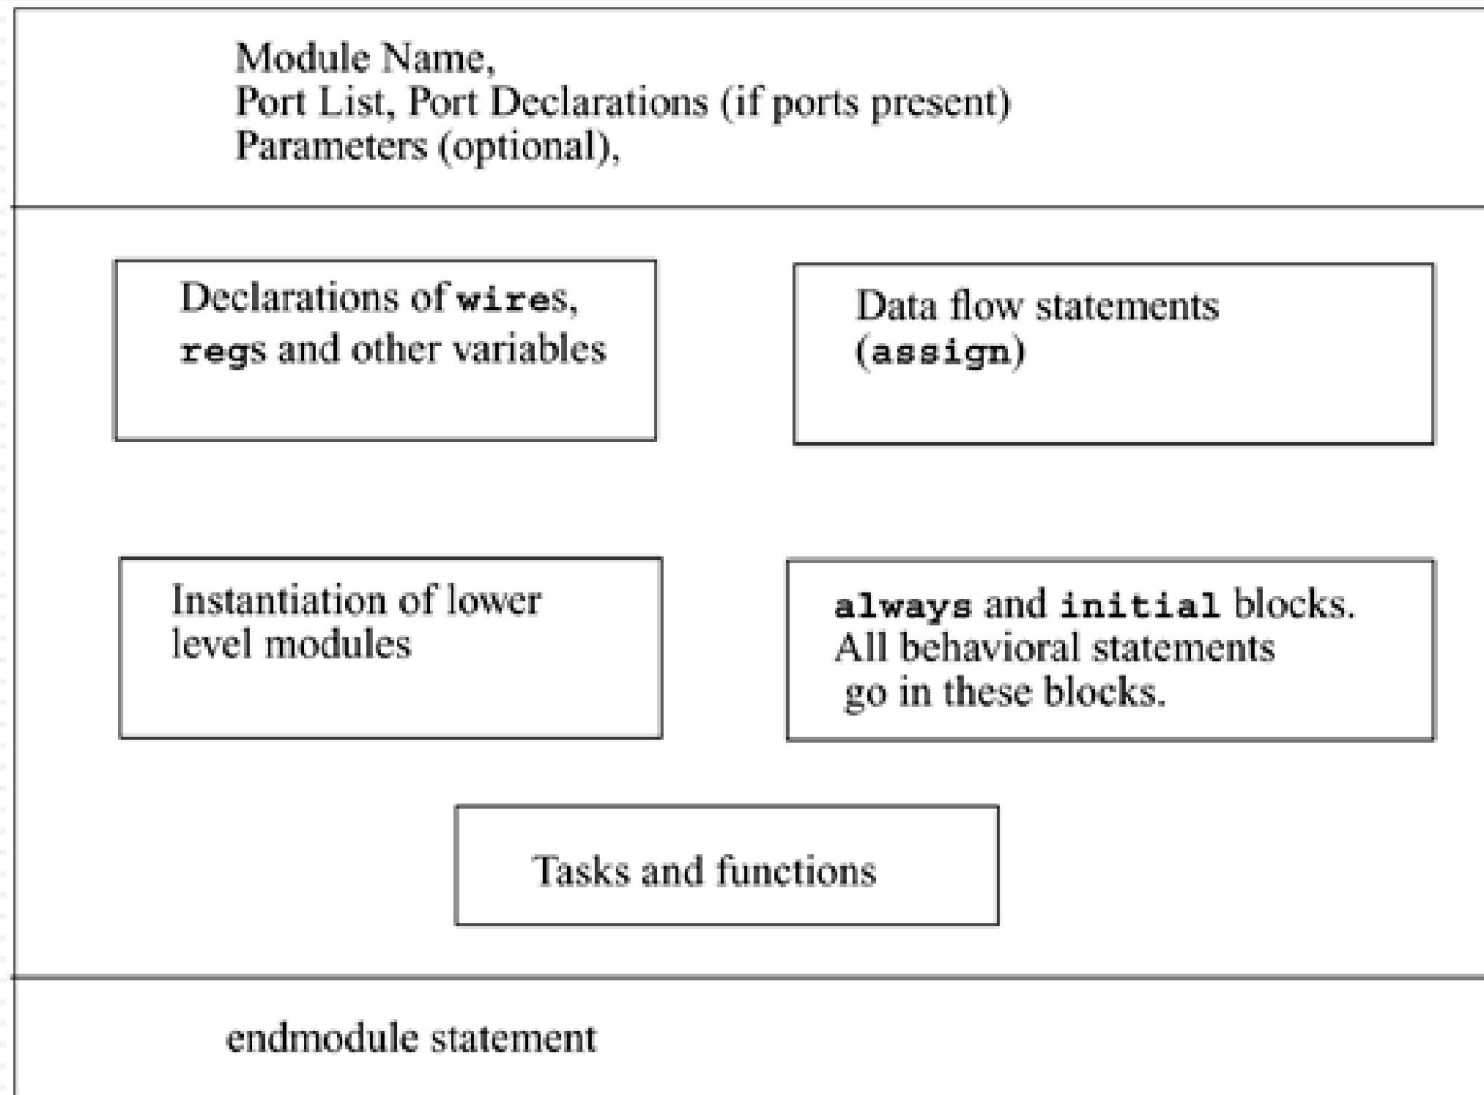 Module Name,
Port List, Port Declarations (if ports present)
Parameters (optional),
Declarations of wires,
regs and other variables
Data flow statements
(assign)
Instantiation of lower
level modules
always and initial blocks.
All behavioral statements
go in these blocks.
Tasks and functions
endmodule statement